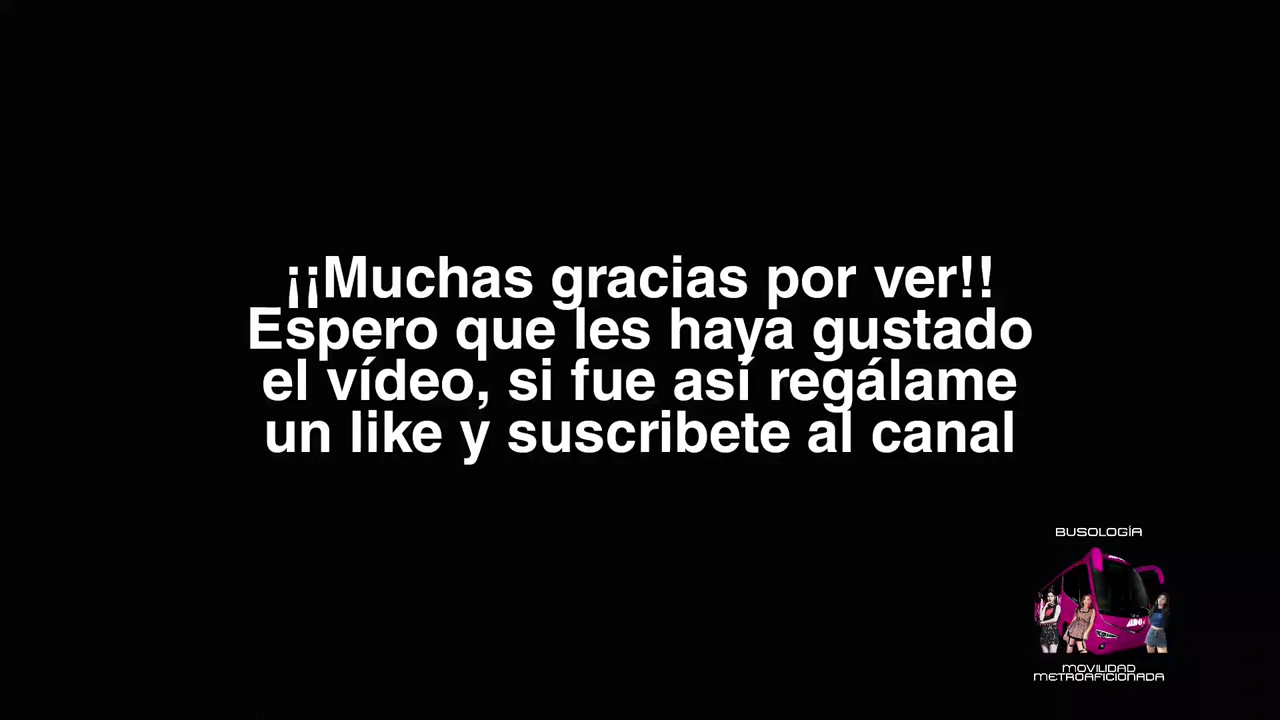 ¡¡Muchas gracias por ver!!
Espero que les haya gustado
el vídeo, si fue así regálame
un like y suscribete al canal
BUSOLOGÍA
MOVILIDAD
METROAFICIONADA